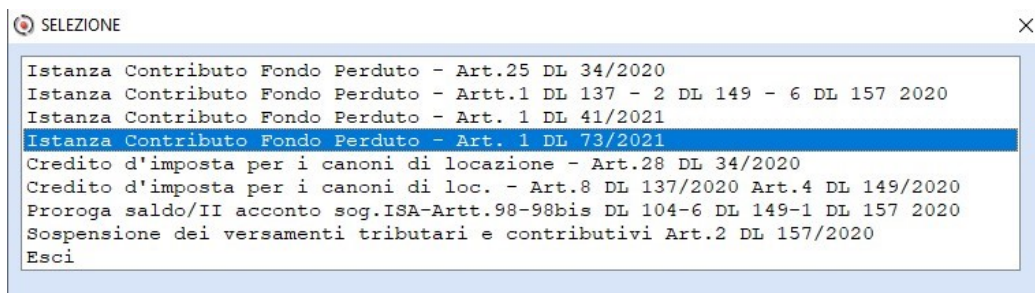 SELEZIONE
Istanza Contributo Fondo Perduto - Art.25 DL 34/2020
Istanza Contributo Fondo Perduto - Artt.1 DL 137 - 2 DL 149 - 6 DL 157 2020
Istanza Contributo Fondo Perduto - Art. 1 DL 41/2021
Istanza Contributo Fondo Perduto - Art. 1 DL 73/2021
Credito d'imposta per i canoni di locazione - Art.28 DL 34/2020
Credito d'imposta per i canoni di loc. - Art.8 DL 137/2020 Art.4 DL 149/2020
Proroga saldo/II acconto sog.ISA-Artt.98-98bis DL 104-6 DL 149-1 DL 157 2020
Sospensione dei versamenti tributari e contributivi Art.2 DL 157/2020
Esci